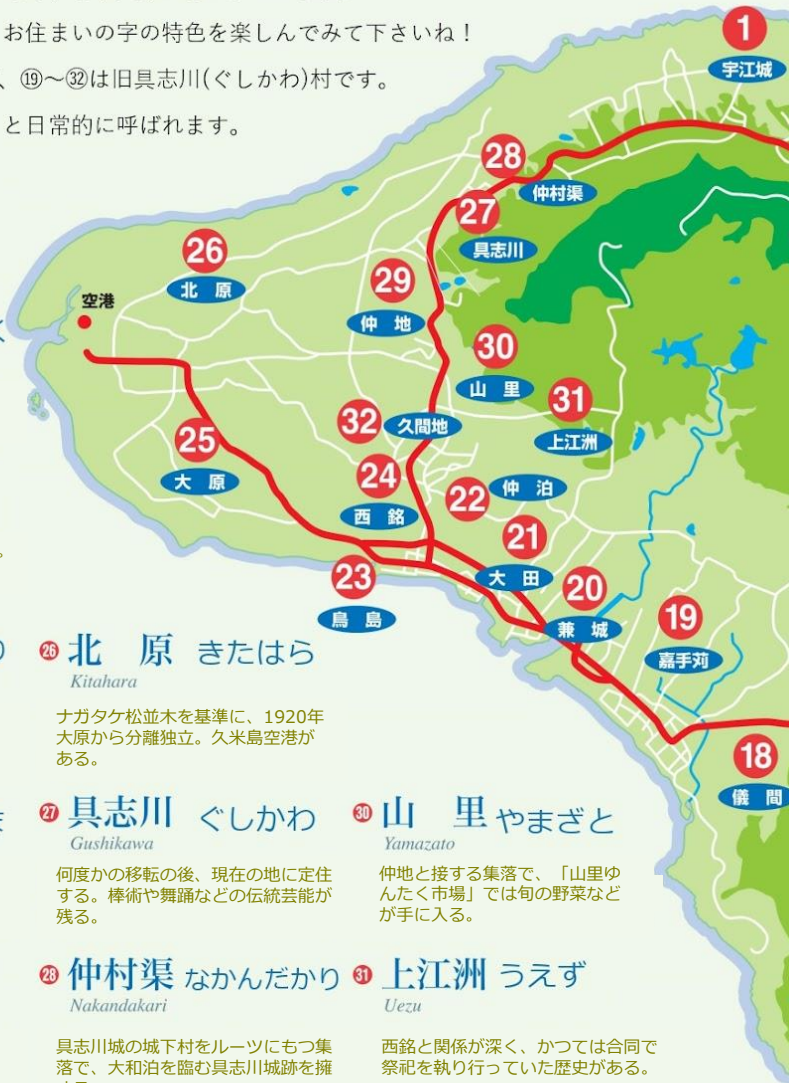 お住まいの字の特色を楽しんでみて下さいね！
、⑲～㉜は旧具志川(ぐしかわ)村です。
と日常的に呼ばれます。
1
宇江城
28
仲村渠
27
具志川
26
北原
空港
29
仲地
30
山里
31
上江洲
32
久間地
25
大原
24
西銘
22
仲泊
21
大田
23
鳥島
20
兼城
19
嘉手苅
18
儀間
㉖ 北原 きたはら
Kitahara
ナガタケ松並木を基準に、1920年
大原から分離独立。久米島空港が
ある。
㉗ 具志川 ぐしかわ
Gushikawa
何度かの移転の後、現在の地に定住
する。棒術や舞踊などの伝統芸能が
残る。
㉘ 仲村渠 なかんだかり
Nakandakari
具志川城の城下村をルーツにもつ集
落で、大和泊を臨む具志川城跡を擁
㉚ 山里 やまざと
Yamazato
仲地と接する集落で、「山里ゆ
んたく市場」では旬の野菜など
が手に入る。
㉛ 上江洲 うえず
Uezu
西銘と関係が深く、かつては合同で
祭祀を執り行っていた歴史がある。